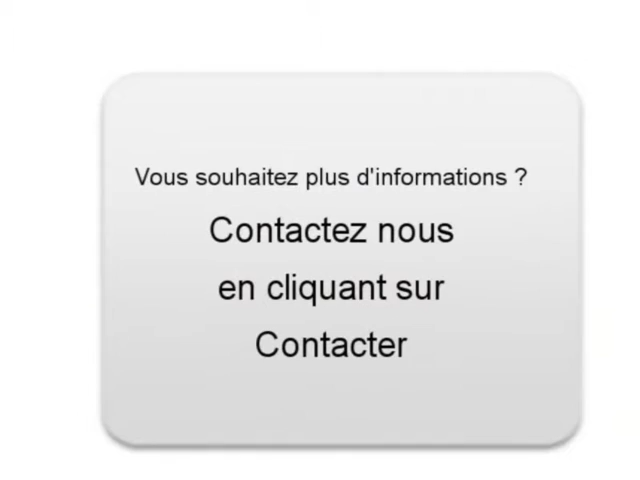 Vous souhaitez plus d'informations ?
Contactez nous
en cliquant sur
Contacter